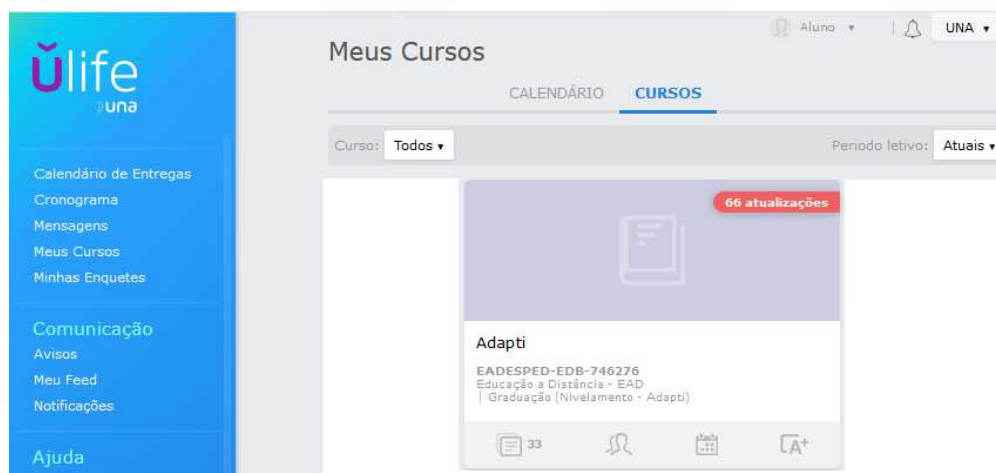 ŭlife
una
Calendário de Entregas
Cronograma
Mensagens
Meus Cursos
Minhas Enquetes
Comunicação
Avisos
Meu Feed
Notificações
Ajuda
Aluno
UNA
Meus Cursos
CALENDÁRIO
CURSOS
Curso: Todos
Periodo letivo: Atuais
66 atualizações
Adapti
EADESPED-EDB-746276
Educação a Distância - EAD
| Graduação (Nivelamento - Adapti)
33
A+